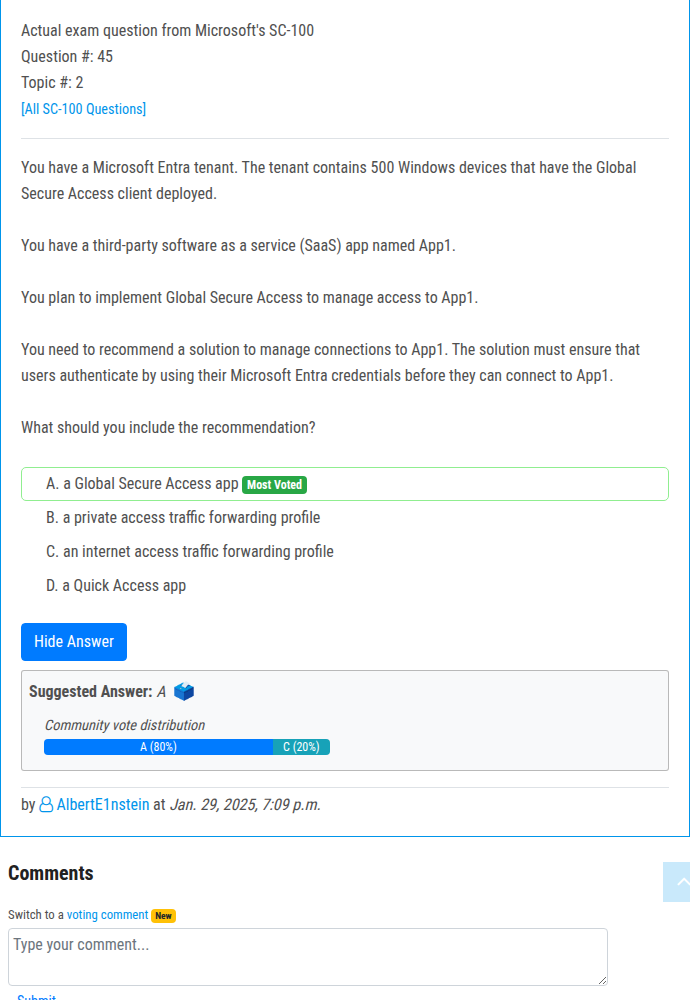 Actual exam question from Microsoft's SC-100
Question #: 45
Topic #: 2
[All SC-100 Questions]
You have a Microsoft Entra tenant. The tenant contains 500 Windows devices that have the Global
Secure Access client deployed.
You have a third-party software as a service (SaaS) app named App1.
You plan to implement Global Secure Access to manage access to App1.
You need to recommend a solution to manage connections to App1. The solution must ensure that
users authenticate by using their Microsoft Entra credentials before they can connect to App1.
What should you include the recommendation?
A. a Global Secure Access app Most Voted
B. a private access traffic forwarding profile
C. an internet access traffic forwarding profile
D. a Quick Access app
Hide Answer
Suggested Answer: A
Community vote distribution
A (80%) C (20%)
by AlbertE1nstein at Jan. 29, 2025, 7:09 p.m.
Comments
Switch to a voting comment New
Type your comment...
Submit